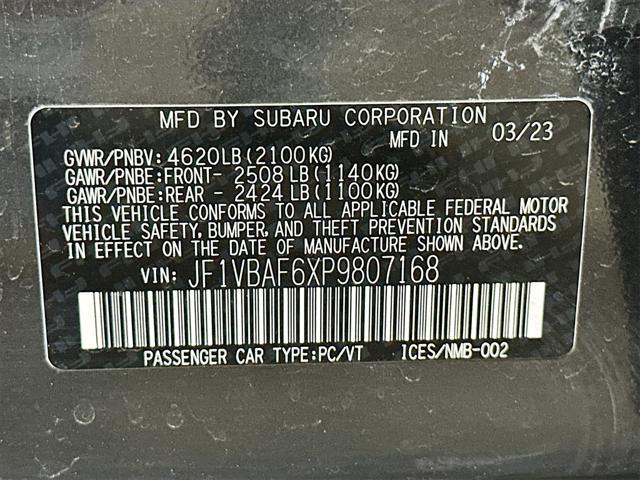 MFD BY SUBARU CORPORATION
MFD IN 03/23
GVWR/PNBV: 4620LB(2100KG)
GAWR/PNBE:FRONT- 2508 LB(1140KG)
GAWR/PNBE:REAR - 2424 LB(1100KG)
THIS VEHICLE CONFORMS TO ALL APPLICABLE FEDERAL MOTOR
VEHICLE SAFETY, BUMPER, AND THEFT PREVENTION STANDARDS
IN EFFECT ON THE DATE OF MANUFACTURE SHOWN ABOVE.
VIN: JF1VBAF6XP9807168
PASSENGER CAR TYPE:PC/VT ICES/NMB-002